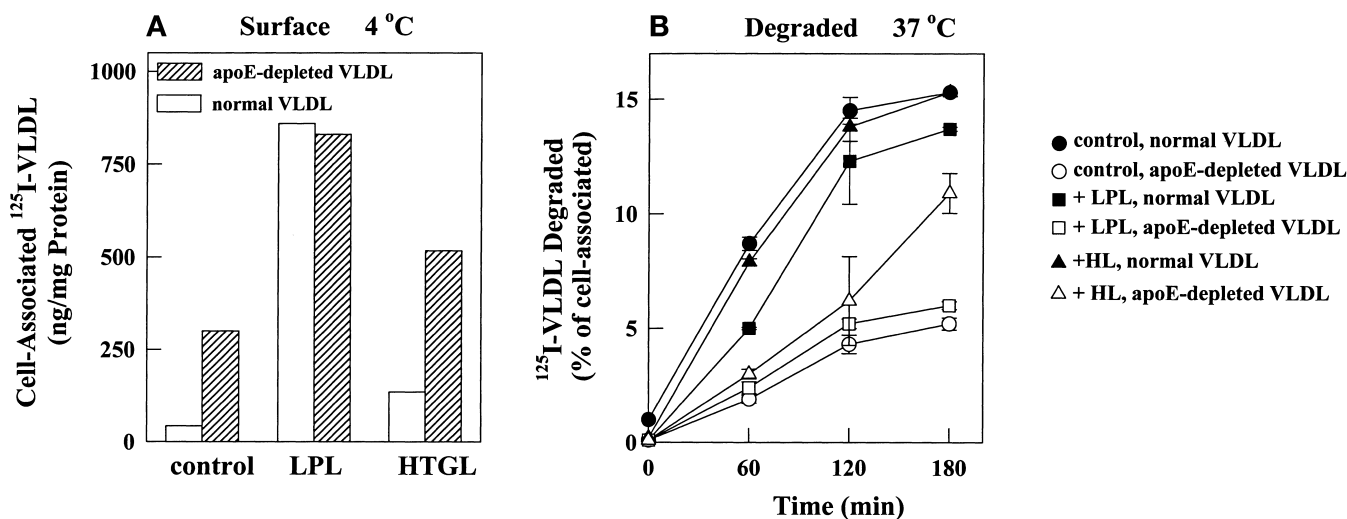 A Surface 4 °C
apoE-depleted VLDL
normal VLDL
Cell-Associated ¹²⁵I-VLDL
(ng/mg Protein)
1000
750
500
250
0
control LPL HTGL
B Degraded 37 °C
¹²⁵I-VLDL Degraded
(% of cell-associated)
15
10
5
0
0 60 120 180
Time (min)
control, normal VLDL
control, apoE-depleted VLDL
+ LPL, normal VLDL
+ LPL, apoE-depleted VLDL
+HL, normal VLDL
+ HL, apoE-depleted VLDL